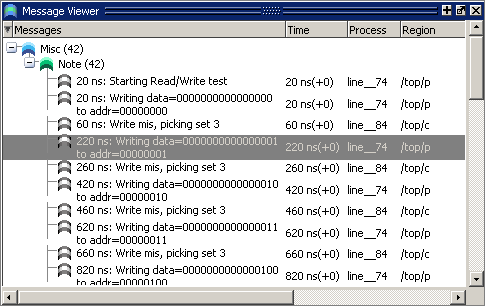 Message Viewer
Messages Time Process Region
Misc (42)
Note (42)
20 ns: Starting Read/Write test 20 ns(+0) line__74 /top/p
20 ns: Writing data=0000000000000000
to addr=00000000 20 ns(+0) line__74 /top/p
60 ns: Write mis, picking set 3 60 ns(+0) line__84 /top/c
220 ns: Writing data=0000000000000001
to addr=00000001 220 ns(+0) line__74 /top/p
260 ns: Write mis, picking set 3 260 ns(+0) line__84 /top/c
420 ns: Writing data=0000000000000010
to addr=00000010 420 ns(+0) line__74 /top/p
460 ns: Write mis, picking set 3 460 ns(+0) line__84 /top/c
620 ns: Writing data=0000000000000011
to addr=00000011 620 ns(+0) line__74 /top/p
660 ns: Write mis, picking set 3 660 ns(+0) line__84 /top/c
820 ns: Writing data=0000000000000100
to addr=00000100 820 ns(+0) line__74 /top/p